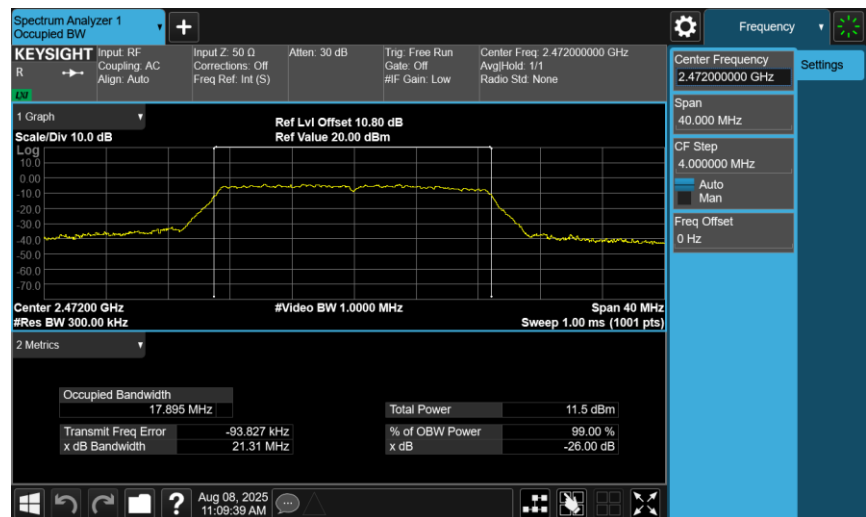 Spectrum Analyzer 1
Occupied BW
Frequency
KEYSIGHT
R
LXI
Input: RF
Coupling: AC
Align: Auto
Input Z: 50 Ω
Corrections: Off
Freq Ref: Int (S)
Atten: 30 dB
Trig: Free Run
Gate: Off
#IF Gain: Low
Center Freq: 2.472000000 GHz
Avg|Hold: 1/1
Radio Std: None
Center Frequency
2.472000000 GHz
Settings
Span
40.000 MHz
CF Step
4.000000 MHz
Auto
Man
Freq Offset
0 Hz
1 Graph
Scale/Div 10.0 dB
Ref Lvl Offset 10.80 dB
Ref Value 20.00 dBm
Log
10.0
0.00
-10.0
-20.0
-30.0
-40.0
-50.0
-60.0
-70.0
Center 2.47200 GHz
#Video BW 1.0000 MHz
Span 40 MHz
#Res BW 300.00 kHz
Sweep 1.00 ms (1001 pts)
2 Metrics
Occupied Bandwidth
17.895 MHz
Total Power 11.5 dBm
Transmit Freq Error -93.827 kHz
% of OBW Power 99.00 %
x dB Bandwidth 21.31 MHz
x dB -26.00 dB
Aug 08, 2025
11:09:39 AM